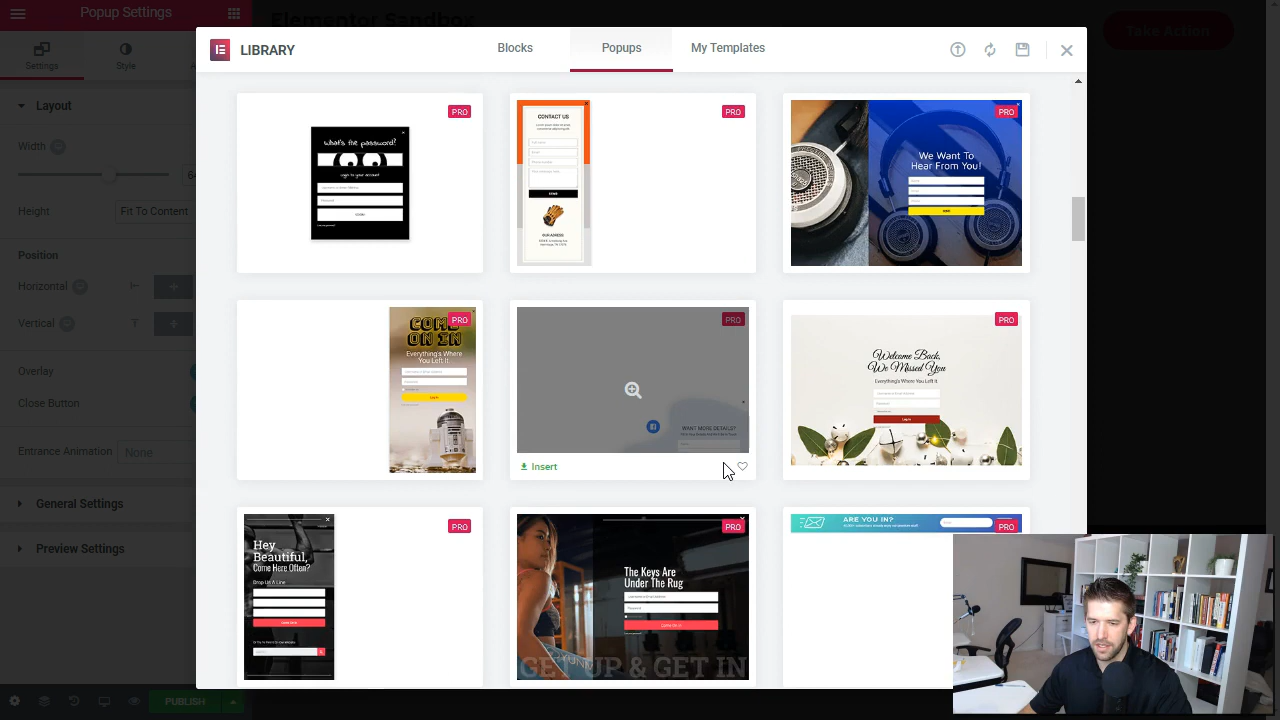 Popup Settings
Elementor Sandbox
Take Action
Settings
Style
LIBRARY
Blocks
Popups
My Templates
Layout
Width
Height
Fit To Content
Position
Horizontal
Vertical
Overlay
Close Button
Entrance Animation
None
General Settings
Preview Settings
PUBLISH
PRO
what's the password?
login to your account
LOGIN
PRO
CONTACT US
SEND
OUR ADRESS
PRO
We Want To
Hear From You!
PRO
COME
ON IN
Everything's Where
You Left It
Log In
PRO
WANT MORE DETAILS?
Insert
PRO
Welcome Back,
We Missed You
Everything's Where You Left It
Log In
PRO
Hey
Beautiful,
Come Here Often?
Drop Us A Line
PRO
The Keys Are
Under The Rug
Password
GET UP & GET IN
PRO
ARE YOU IN?